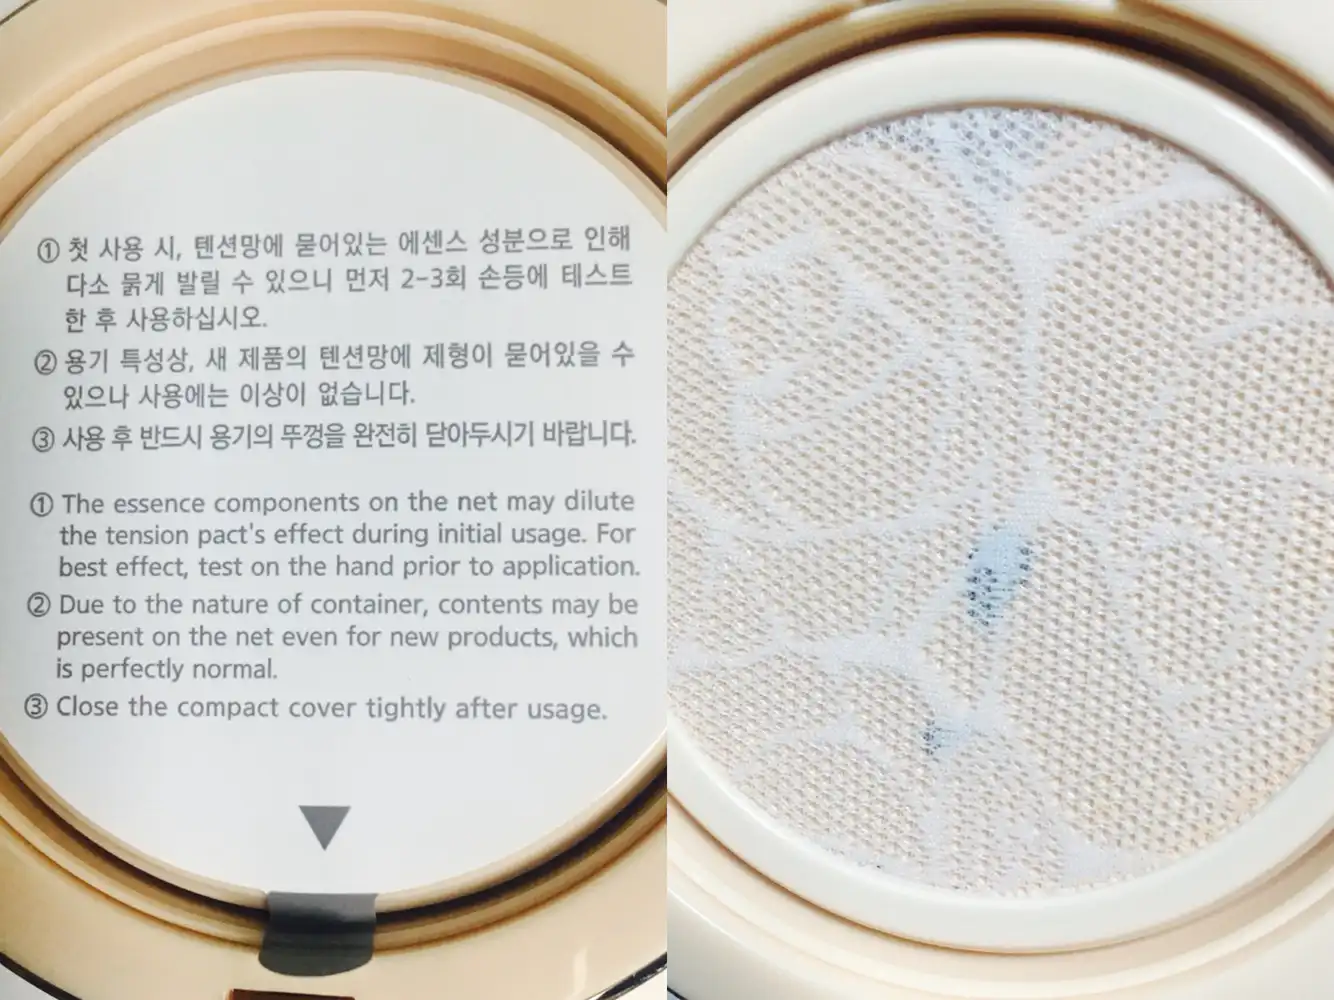 ① 첫 사용 시, 텐션망에 묻어있는 에센스 성분으로 인해
다소 묽게 발릴 수 있으니 먼저 2-3회 손등에 테스트
한 후 사용하십시오.
② 용기 특성상, 새 제품의 텐션망에 제형이 묻어있을 수
있으나 사용에는 이상이 없습니다.
③ 사용 후 반드시 용기의 뚜껑을 완전히 닫아두시기 바랍니다.
① The essence components on the net may dilute
the tension pact's effect during initial usage. For
best effect, test on the hand prior to application.
② Due to the nature of container, contents may be
present on the net even for new products, which
is perfectly normal.
③ Close the compact cover tightly after usage.